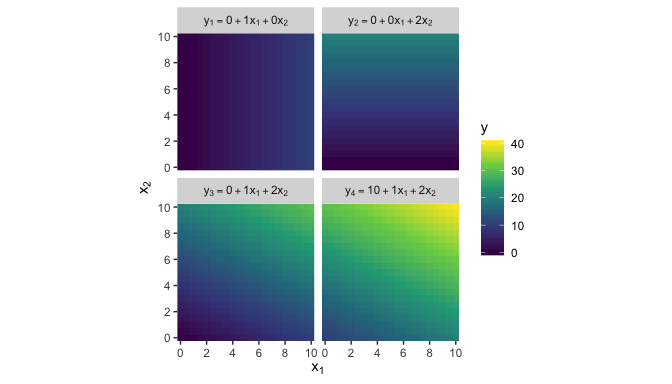 y₁ = 0 + 1x₁ + 0x₂
y₂ = 0 + 0x₁ + 2x₂
10
8
6
4
2
0
y₃ = 0 + 1x₁ + 2x₂
y₄ = 10 + 1x₁ + 2x₂
10
8
6
4
2
0
0 2 4 6 8 10
0 2 4 6 8 10
x₂
x₁
y
40
30
20
10
0